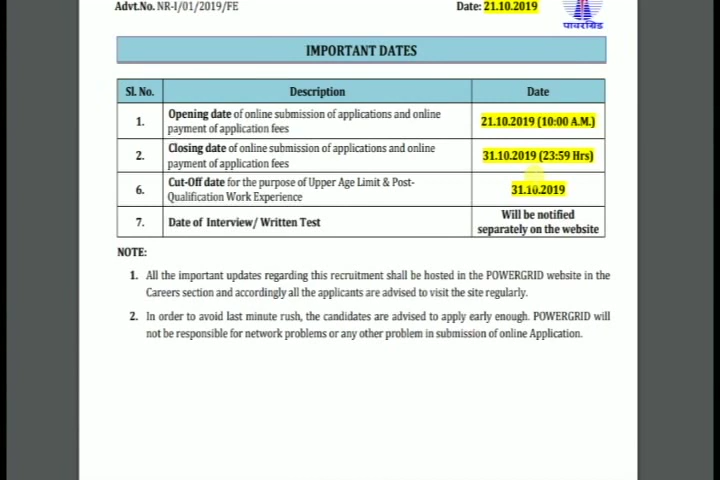 Advt.No. NR-I/01/2019/FE
Date: 21.10.2019
पावरग्रिड
IMPORTANT DATES
Sl. No. Description Date
1. Opening date of online submission of applications and online payment of application fees 21.10.2019 (10:00 A.M.)
2. Closing date of online submission of applications and online payment of application fees 31.10.2019 (23:59 Hrs)
6. Cut-Off date for the purpose of Upper Age Limit & Post-Qualification Work Experience 31.10.2019
7. Date of Interview/ Written Test Will be notified separately on the website
NOTE:
1. All the important updates regarding this recruitment shall be hosted in the POWERGRID website in the
Careers section and accordingly all the applicants are advised to visit the site regularly.
2. In order to avoid last minute rush, the candidates are advised to apply early enough. POWERGRID will
not be responsible for network problems or any other problem in submission of online Application.